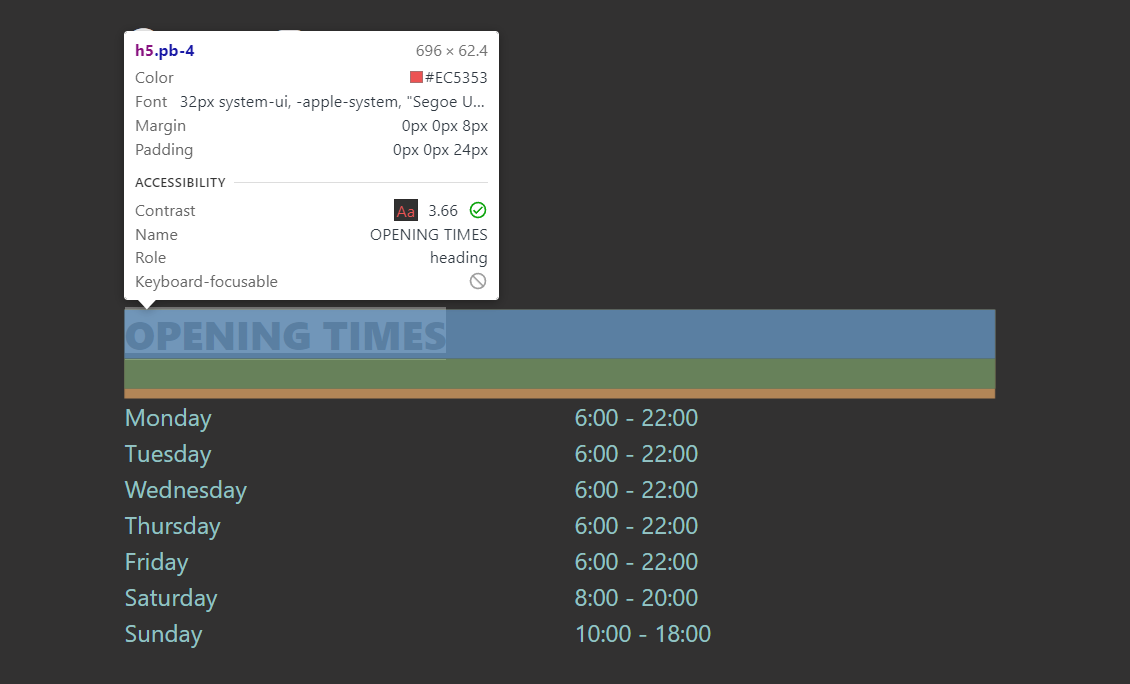 h5.pb-4 696 × 62.4
Color #EC5353
Font 32px system-ui, -apple-system, "Segoe U...
Margin 0px 0px 8px
Padding 0px 0px 24px
ACCESSIBILITY
Contrast Aa 3.66
Name OPENING TIMES
Role heading
Keyboard-focusable
OPENING TIMES
Monday 6:00 - 22:00
Tuesday 6:00 - 22:00
Wednesday 6:00 - 22:00
Thursday 6:00 - 22:00
Friday 6:00 - 22:00
Saturday 8:00 - 20:00
Sunday 10:00 - 18:00